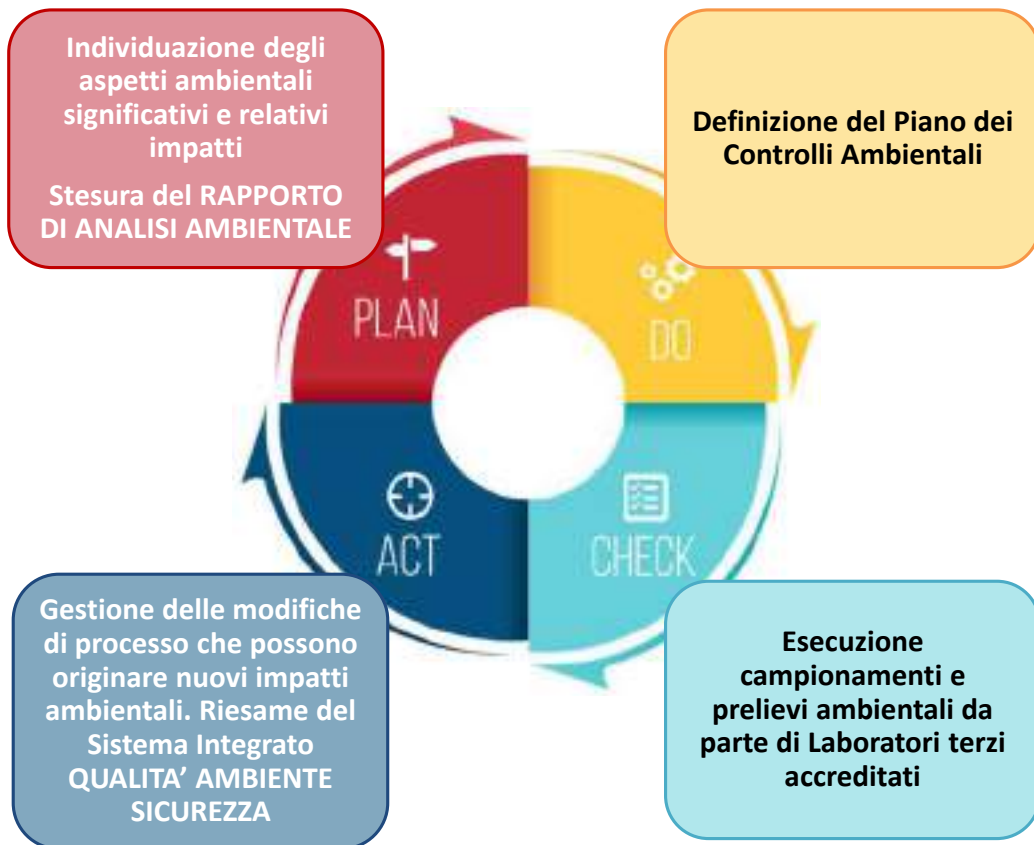 Individuazione degli
aspetti ambientali
significativi e relativi
impatti
Stesura del RAPPORTO
DI ANALISI AMBIENTALE
Definizione del Piano dei
Controlli Ambientali
PLAN
DO
ACT
CHECK
Gestione delle modifiche
di processo che possono
originare nuovi impatti
ambientali. Riesame del
Sistema Integrato
QUALITA’ AMBIENTE
SICUREZZA
Esecuzione
campionamenti e
prelievi ambientali da
parte di Laboratori terzi
accreditati